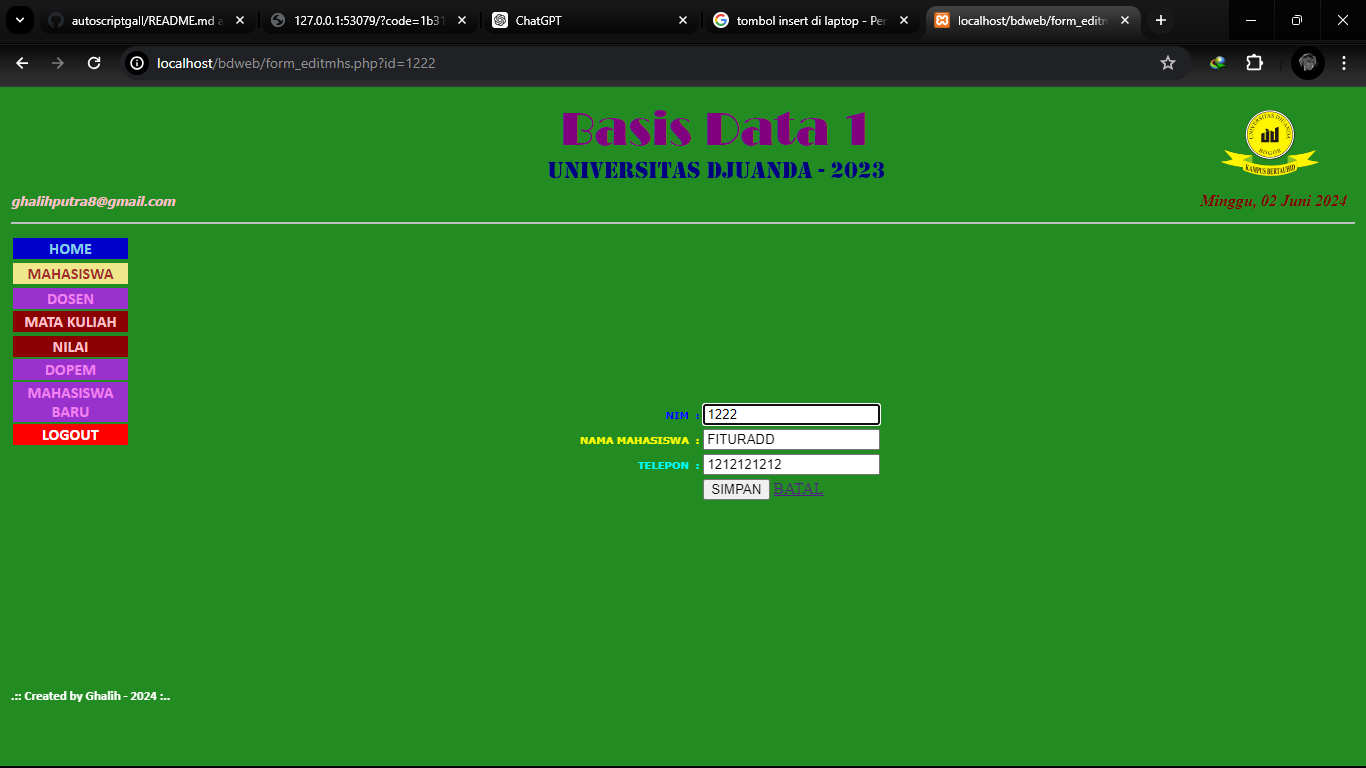 autoscriptgall/README.md a
127.0.0.1:53079/?code=1b31
ChatGPT
tombol insert di laptop - Per
localhost/bdweb/form_editm
localhost/bdweb/form_editmhs.php?id=1222
Basis Data 1
UNIVERSITAS DJUANDA - 2023
UNIVERSITAS DJUANDA
BOGOR
KAMPUS BERTAUHID
ghalihputra8@gmail.com
Minggu, 02 Juni 2024
HOME
MAHASISWA
DOSEN
MATA KULIAH
NILAI
DOPEM
MAHASISWA
BARU
LOGOUT
NIM : 1222
NAMA MAHASISWA : FITURADD
TELEPON : 1212121212
SIMPAN BATAL
.:: Created by Ghalih - 2024 :..